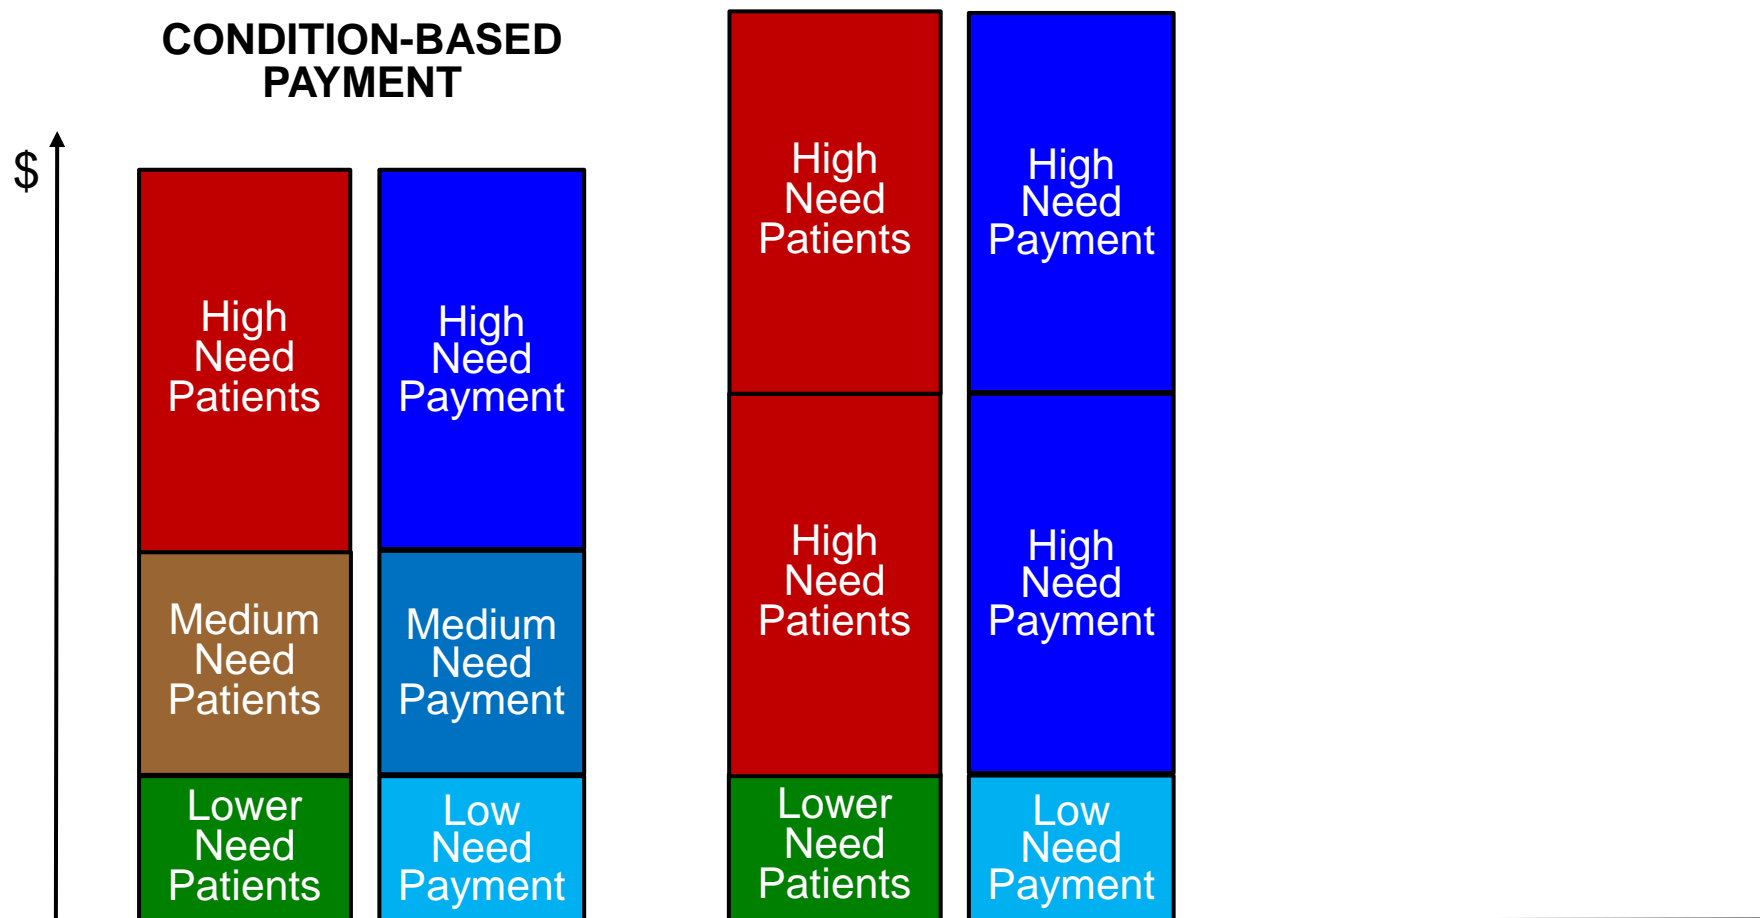 CONDITION-BASED
PAYMENT
$
High
Need
Patients
High
Need
Payment
Medium
Need
Patients
Medium
Need
Payment
Lower
Need
Patients
Low
Need
Payment
High
Need
Patients
High
Need
Payment
High
Need
Patients
High
Need
Payment
Lower
Need
Patients
Low
Need
Payment